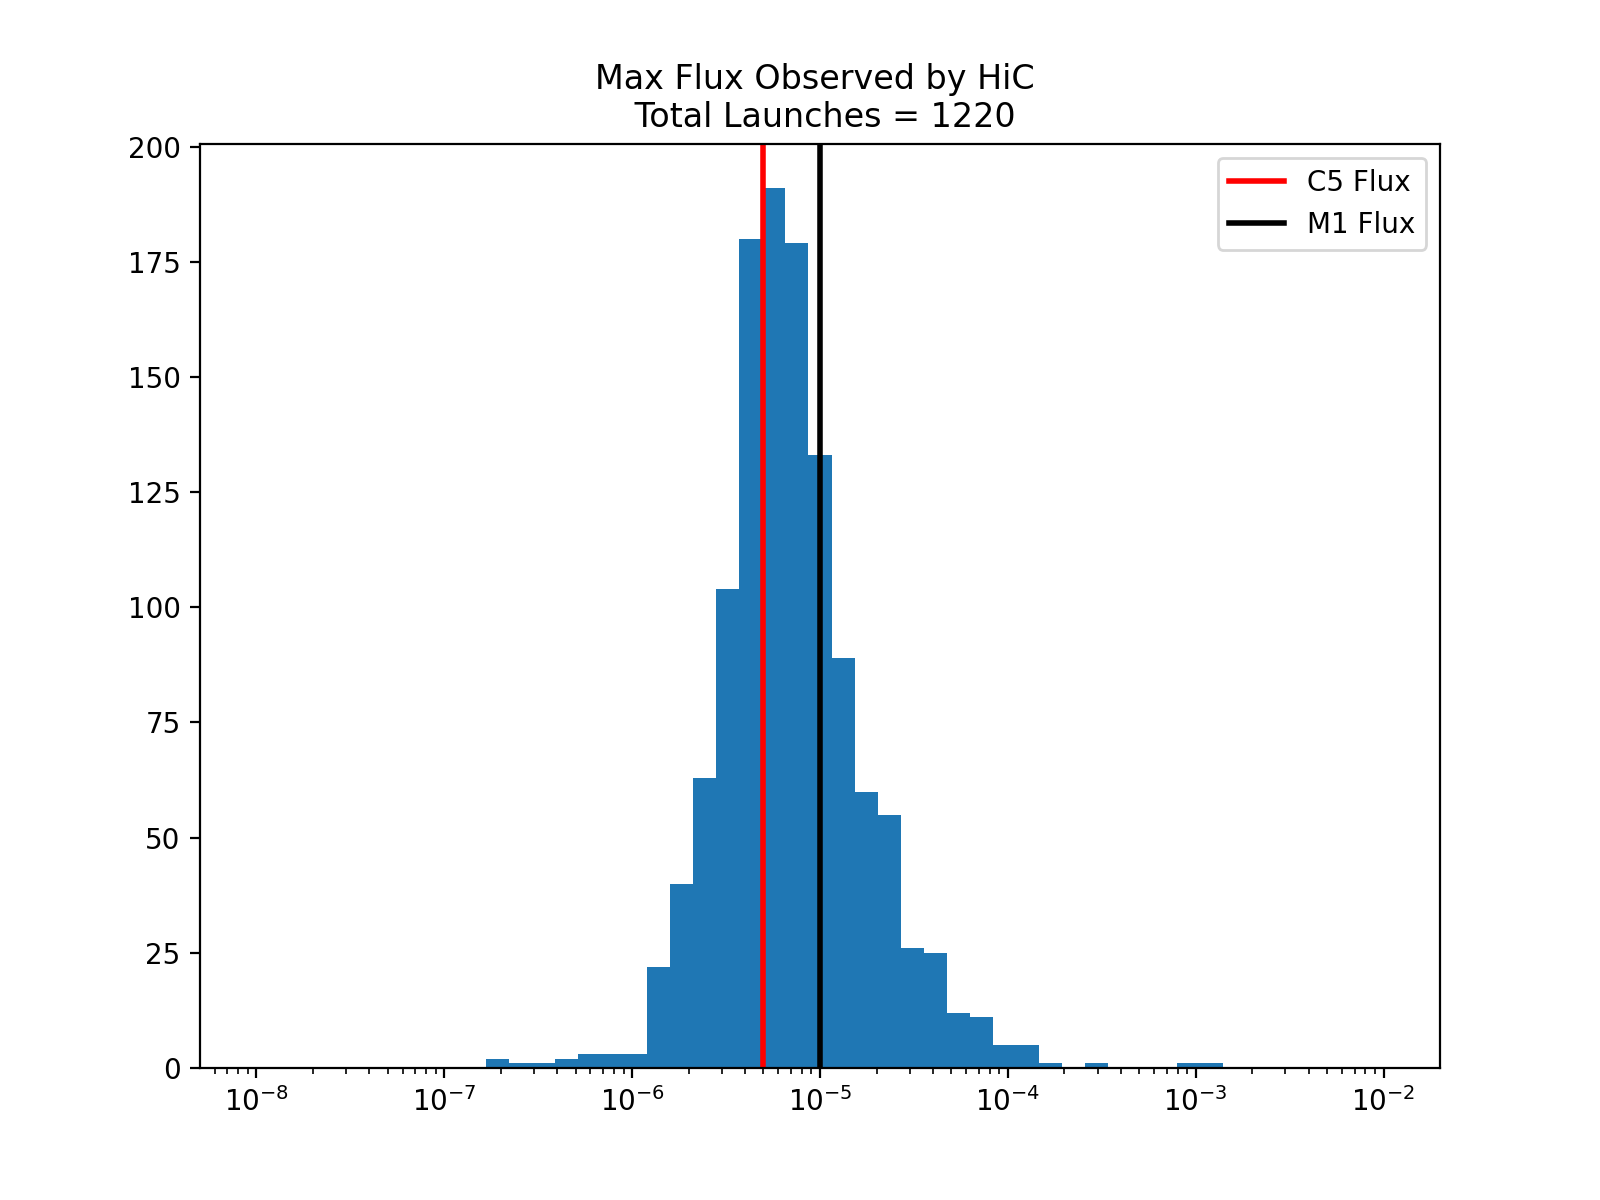 Max Flux Observed by HiC
Total Launches = 1220
C5 Flux
M1 Flux
200
175
150
125
100
75
50
25
0
10⁻⁸ 10⁻⁷ 10⁻⁶ 10⁻⁵ 10⁻⁴ 10⁻³ 10⁻²